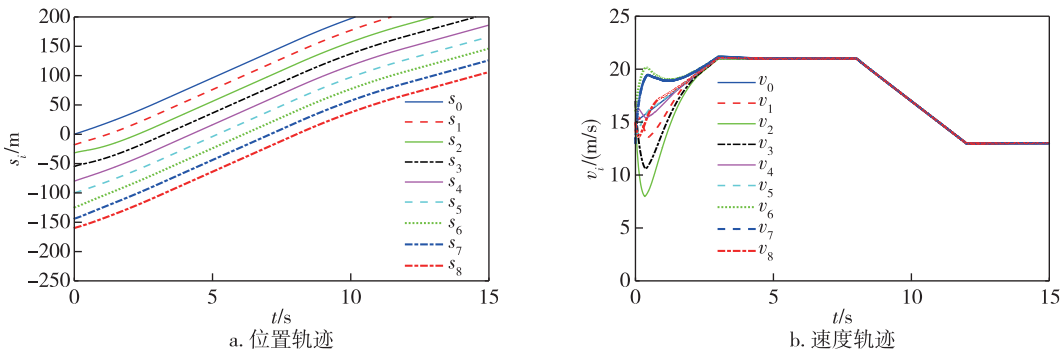 200
150
100
50
0
−50
−100
−150
−200
−250
s_i/m
s_0
s_1
s_2
s_3
s_4
s_5
s_6
s_7
s_8
0
5
10
15
t/s
a. 位置轨迹
25
20
15
10
5
0
v_i/(m/s)
v_0
v_1
v_2
v_3
v_4
v_5
v_6
v_7
v_8
0
5
10
15
t/s
b. 速度轨迹